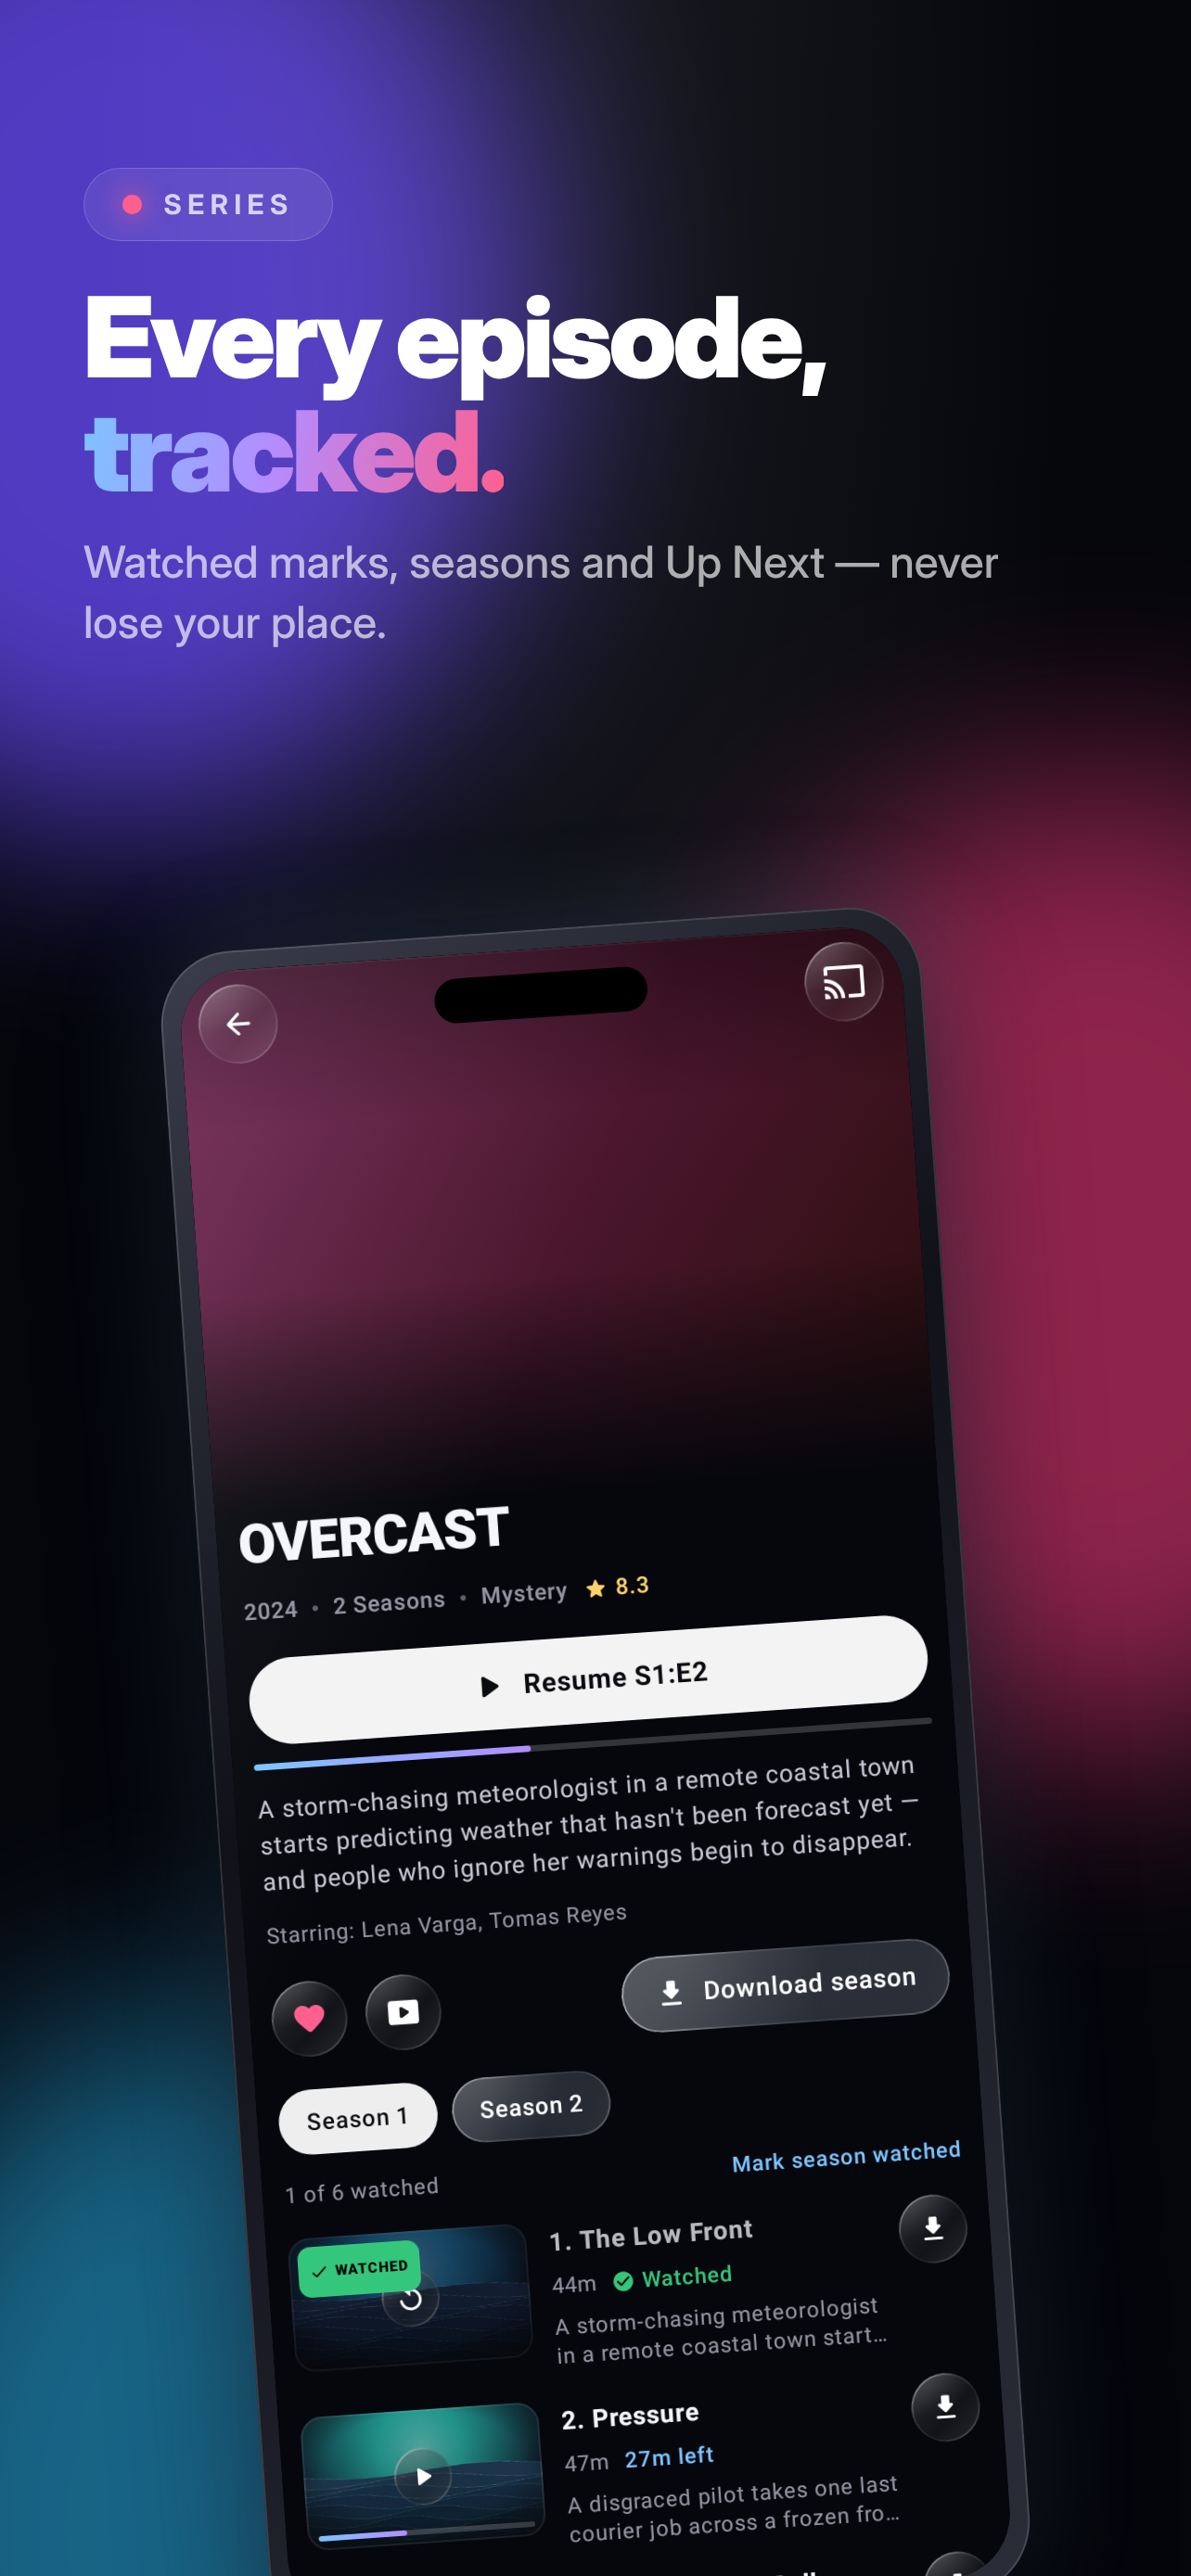 SERIES
Every episode,
tracked.
Watched marks, seasons and Up Next — never
lose your place.
OVERCAST
2024 • 2 Seasons • Mystery ★ 8.3
Resume S1:E2
A storm-chasing meteorologist in a remote coastal town
starts predicting weather that hasn't been forecast yet —
and people who ignore her warnings begin to disappear.
Starring: Lena Varga, Tomas Reyes
Download season
Season 1
Season 2
1 of 6 watched
Mark season watched
WATCHED
1. The Low Front
44m Watched
A storm-chasing meteorologist
in a remote coastal town start...
2. Pressure
47m 27m left
A disgraced pilot takes one last
courier job across a frozen fro...